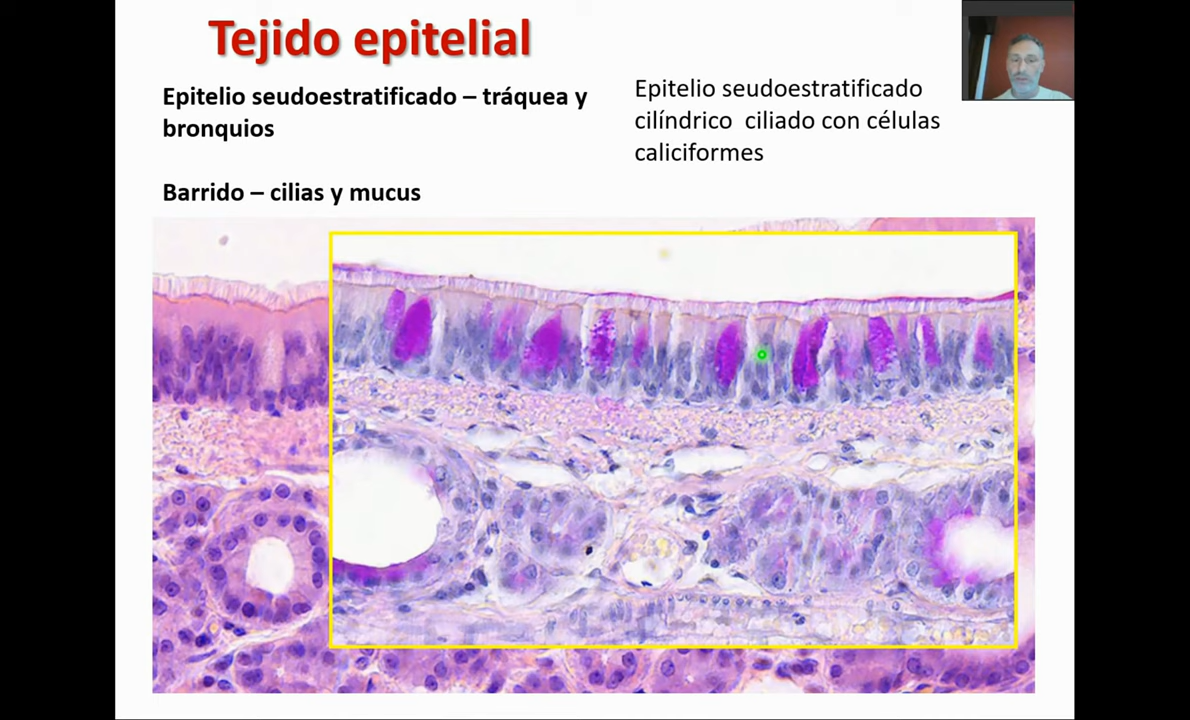 Tejido epitelial
Epitelio seudoestratificado – tráquea y
bronquios
Barrido – cilias y mucus
Epitelio seudoestratificado
cilíndrico  ciliado con células
caliciformes